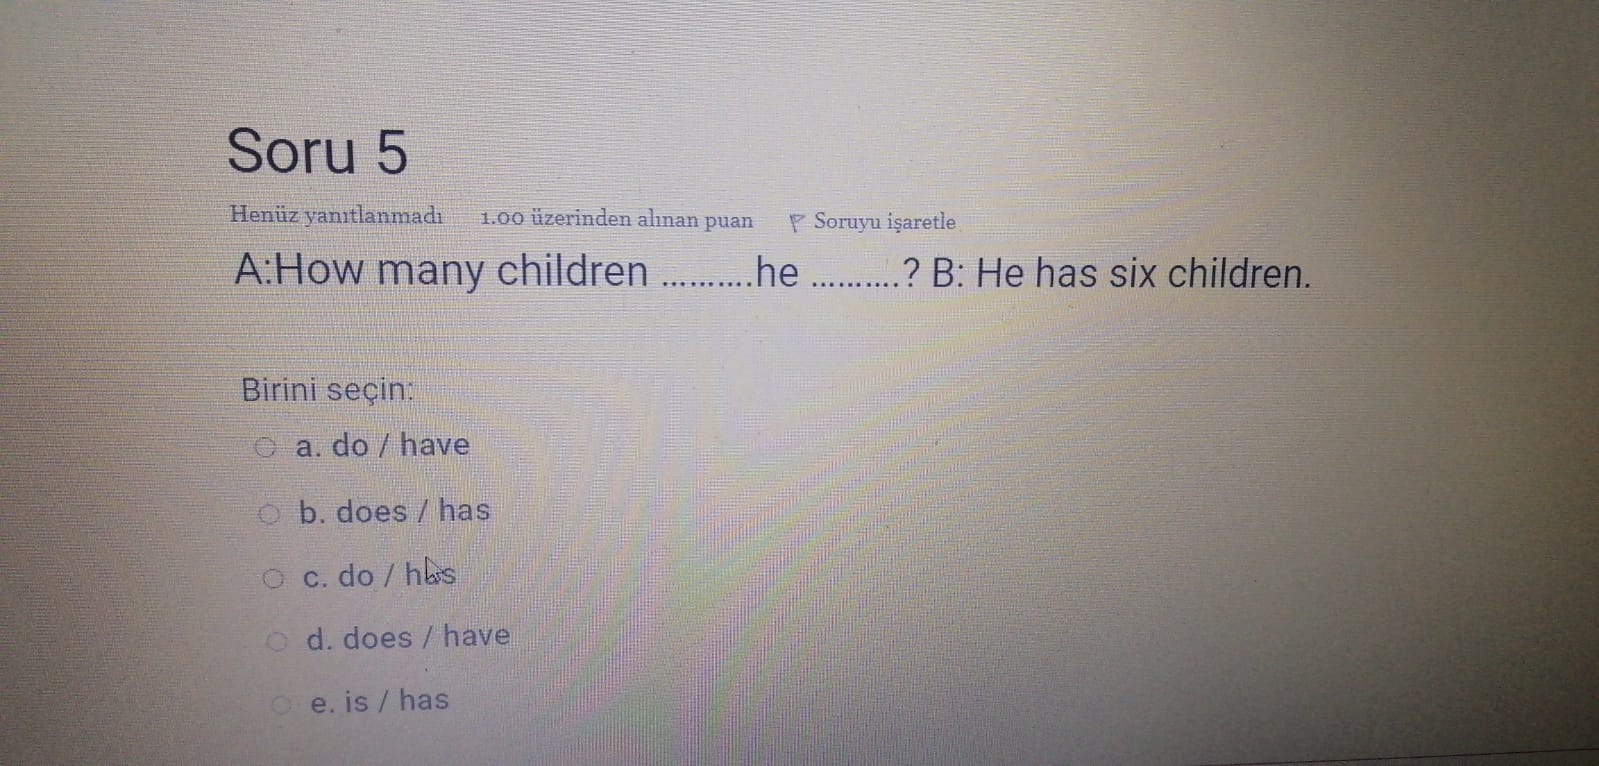 Soru 5
Henüz yanıtlanmadı 1.00 üzerinden alınan puan Soruyu işaretle
A:How many children ..........he ..........? B: He has six children.
Birini seçin:
a. do / have
b. does / has
c. do / has
d. does / have
e. is / has